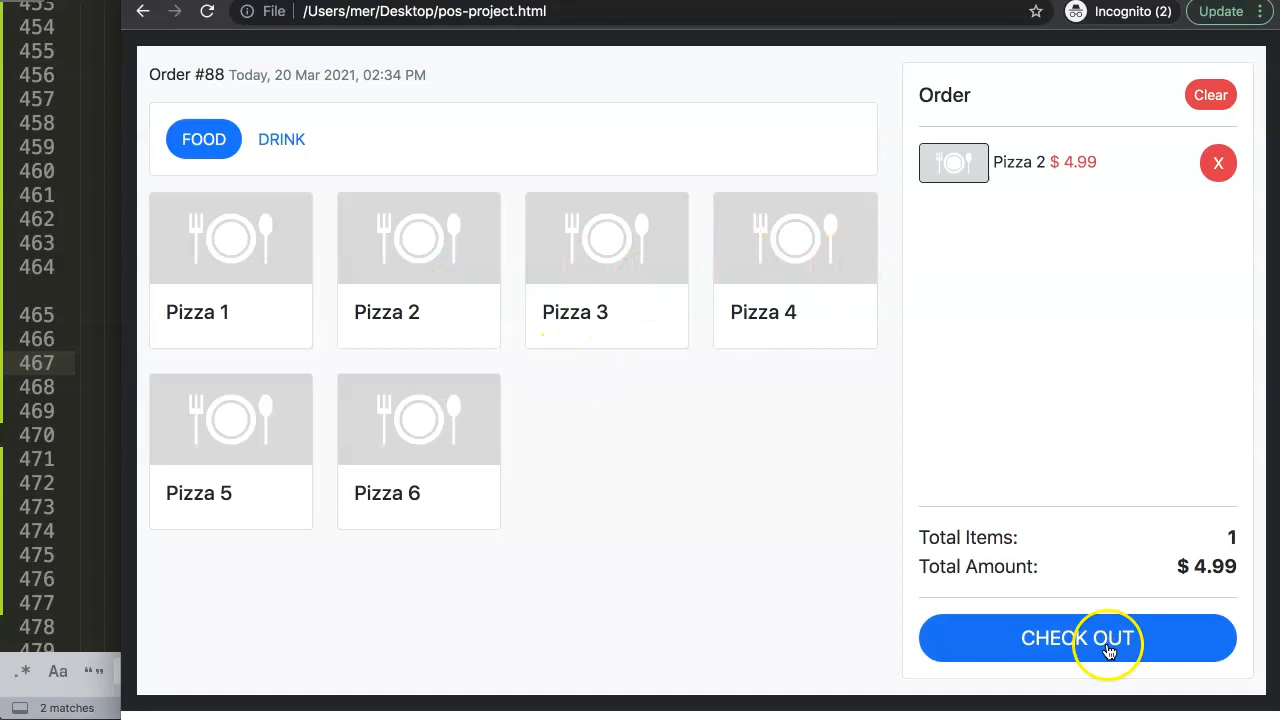 453
454
455
456
457
458
459
460
461
462
463
464
465
466
467
468
469
470
471
472
473
474
475
476
477
478
479
.* Aa “”
2 matches
File /Users/mer/Desktop/pos-project.html Incognito (2) Update
Order #88 Today, 20 Mar 2021, 02:34 PM
FOOD DRINK
Pizza 1 Pizza 2 Pizza 3 Pizza 4
Pizza 5 Pizza 6
Order Clear
Pizza 2 $ 4.99 X
Total Items: 1
Total Amount: $ 4.99
CHECK OUT